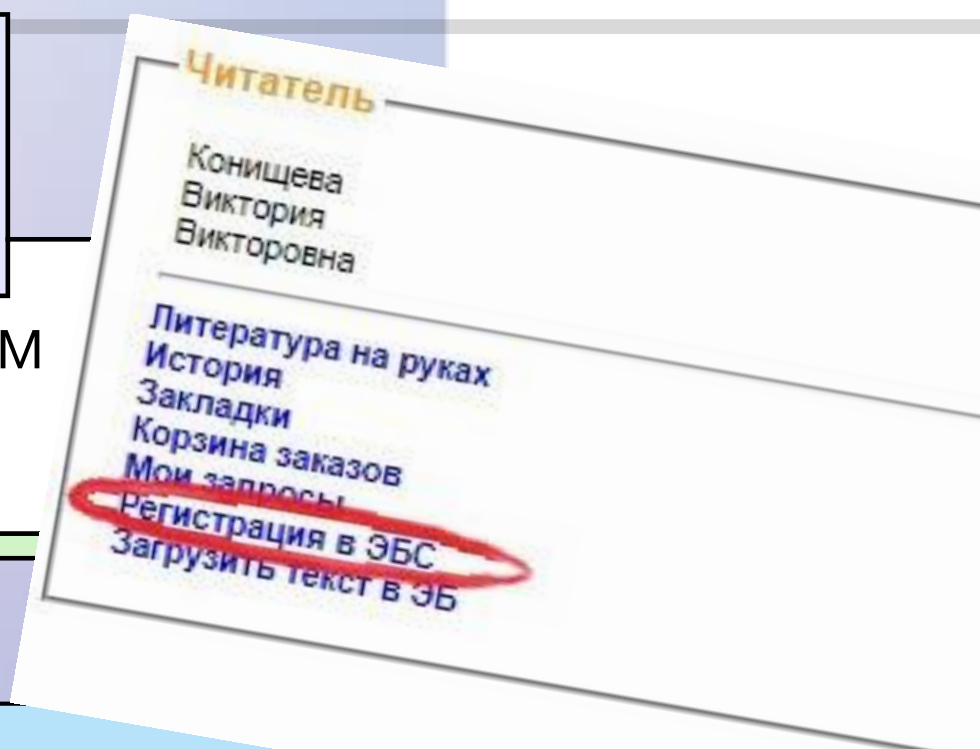 Читатель
Конищева
Виктория
Викторовна
М
Литература на руках
История
Закладки
Корзина заказов
Мои запросы
Регистрация в ЭБС
Загрузить текст в ЭБ